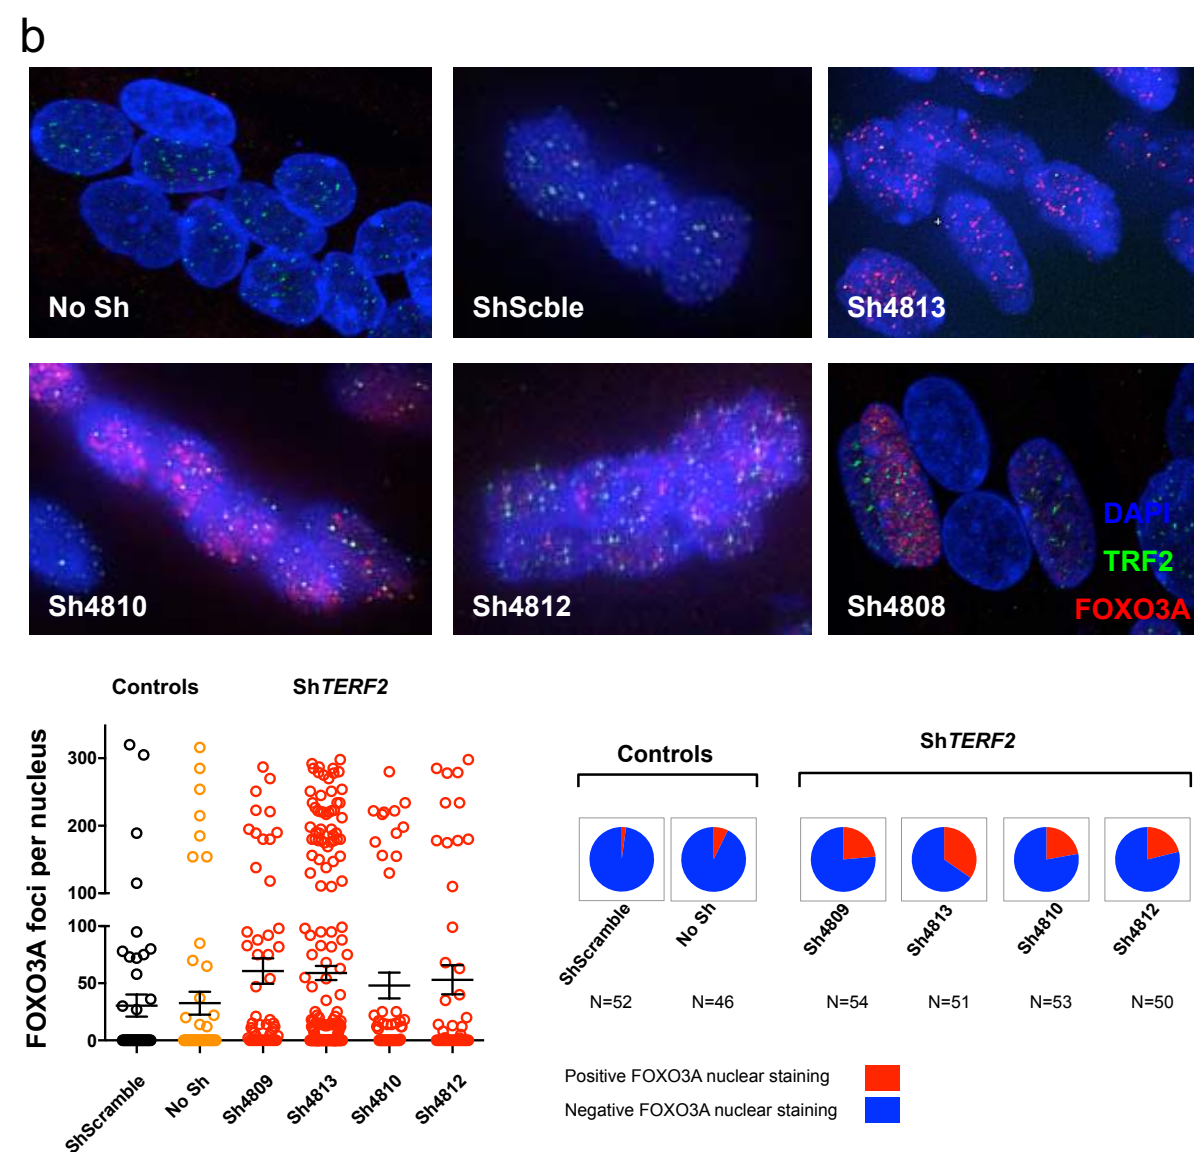 b
No Sh
ShScble
Sh4813
Sh4810
Sh4812
Sh4808
DAPI
TRF2
FOXO3A
Controls
ShTERF2
FOXO3A foci per nucleus
300
200
100
100
50
0
ShScramble
No Sh
Sh4809
Sh4813
Sh4810
Sh4812
Controls
ShTERF2
ShScramble
No Sh
Sh4809
Sh4813
Sh4810
Sh4812
N=52
N=46
N=54
N=51
N=53
N=50
Positive FOXO3A nuclear staining
Negative FOXO3A nuclear staining